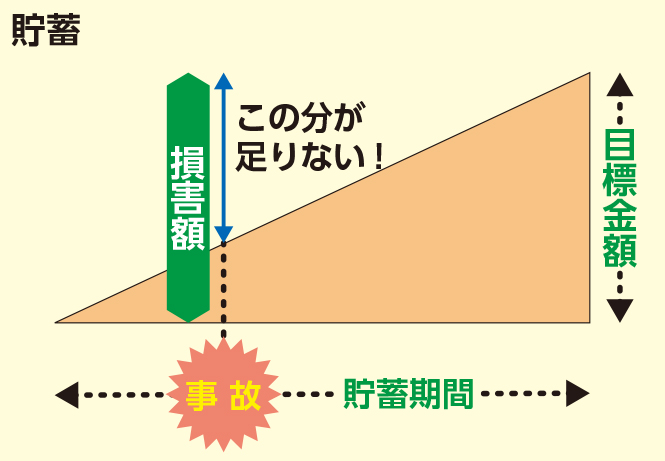 貯蓄
この分が
足りない!
損害額
目標金額
事故
貯蓄期間